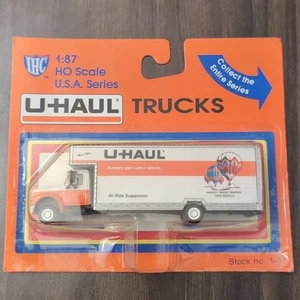 IHC
1:87
HO Scale
U.S.A. Series
Collect the
Entire Series
U-HAUL TRUCKS
U-HAUL
Air-Ride Suspension
Stock no.